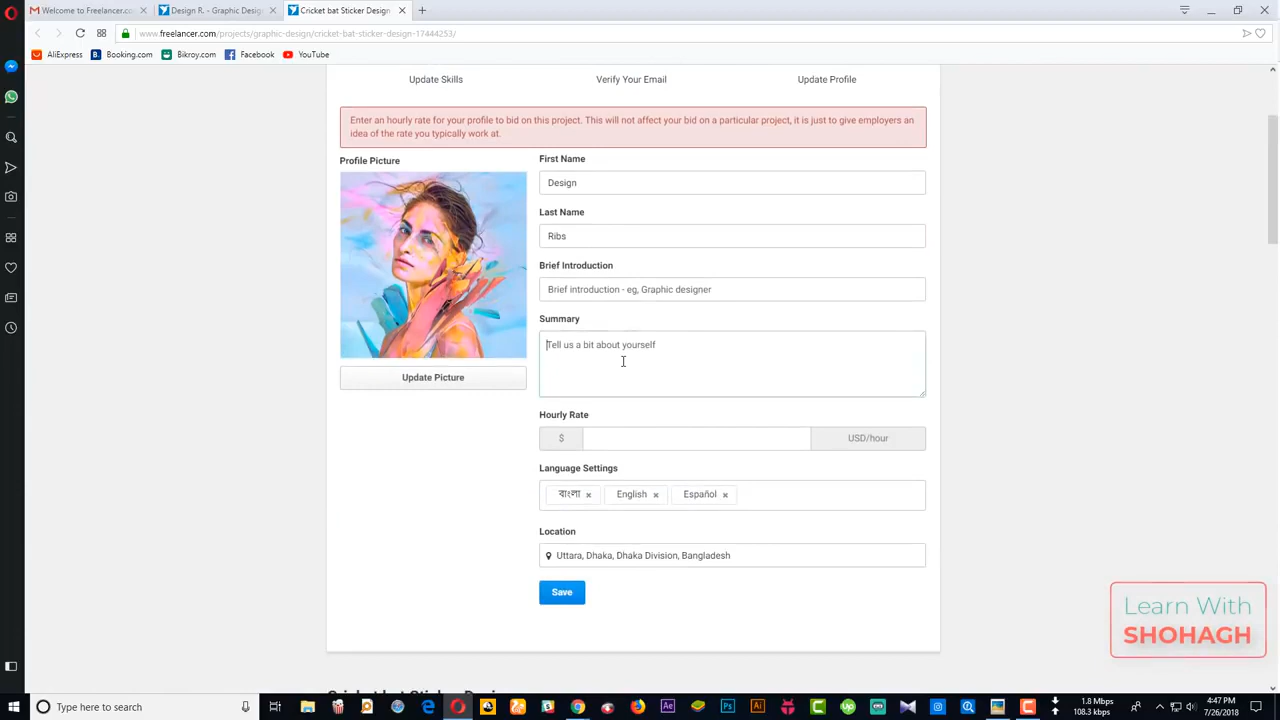 Welcome to Freelancer.com
Design R. - Graphic Desig
Cricket bat Sticker Design
www.freelancer.com/projects/graphic-design/cricket-bat-sticker-design-17444253/
AliExpress
Booking.com
Bikroy.com
Facebook
YouTube
Update Skills
Verify Your Email
Update Profile
Enter an hourly rate for your profile to bid on this project. This will not affect your bid on a particular project, it is just to give employers an
idea of the rate you typically work at.
Profile Picture
Update Picture
First Name
Design
Last Name
Ribs
Brief Introduction
Brief introduction - eg, Graphic designer
Summary
Tell us a bit about yourself
Hourly Rate
$
USD/hour
Language Settings
বাংলা ×
English ×
Español ×
Location
Uttara, Dhaka, Dhaka Division, Bangladesh
Save
Learn With
SHOHAGH
Cricket bat Sticker Desi
Type here to search
1.8 Mbps
108.3 kbps
4:47 PM
7/26/2018